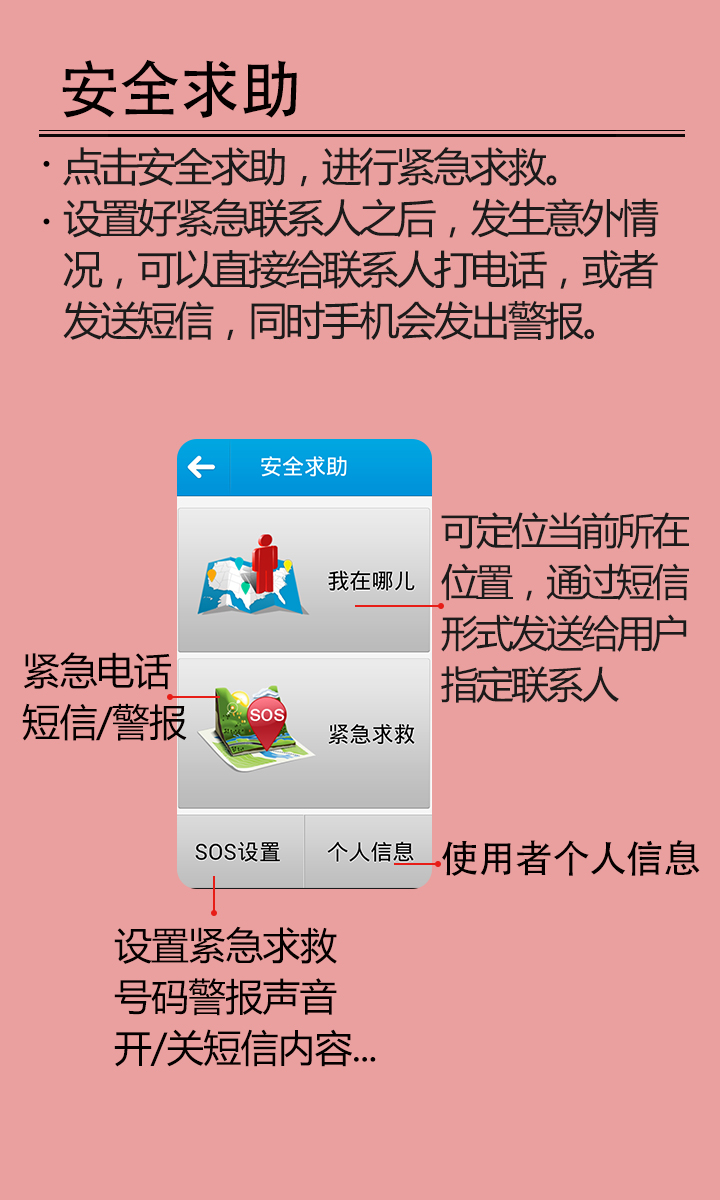 安全求助
· 点击安全求助，进行紧急求救。
· 设置好紧急联系人之后，发生意外情
况，可以直接给联系人打电话，或者
发送短信，同时手机会发出警报。
安全求助
我在哪儿
可定位当前所在
位置，通过短信
形式发送给用户
指定联系人
紧急电话
短信/警报
SOS
紧急求救
SOS设置
个人信息
使用者个人信息
设置紧急求救
号码警报声音
开/关短信内容...